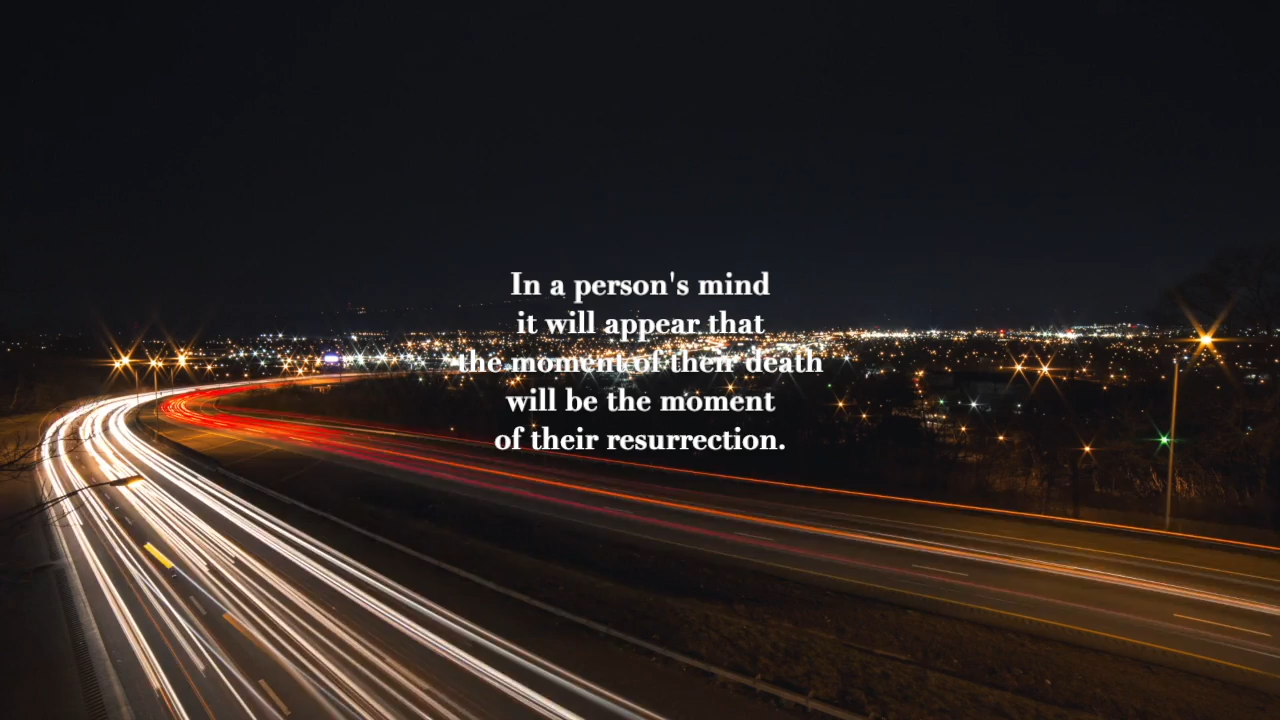 In a person's mind
it will appear that
the moment of their death
will be the moment
of their resurrection.